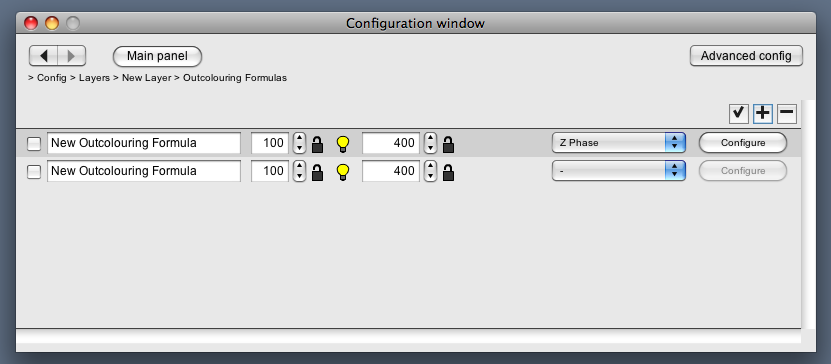 Configuration window
Main panel
Advanced config
> Config > Layers > New Layer > Outcolouring Formulas
New Outcolouring Formula 100 400 Z Phase Configure
New Outcolouring Formula 100 400 - Configure